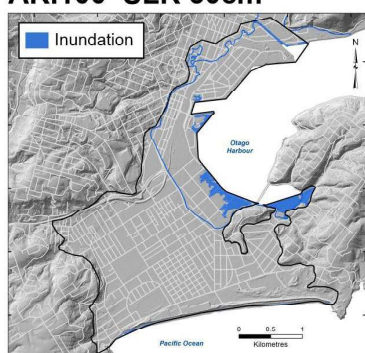 Inundation
N
Otago
Harbour
Pacific Ocean
0 0.5 1
Kilometres